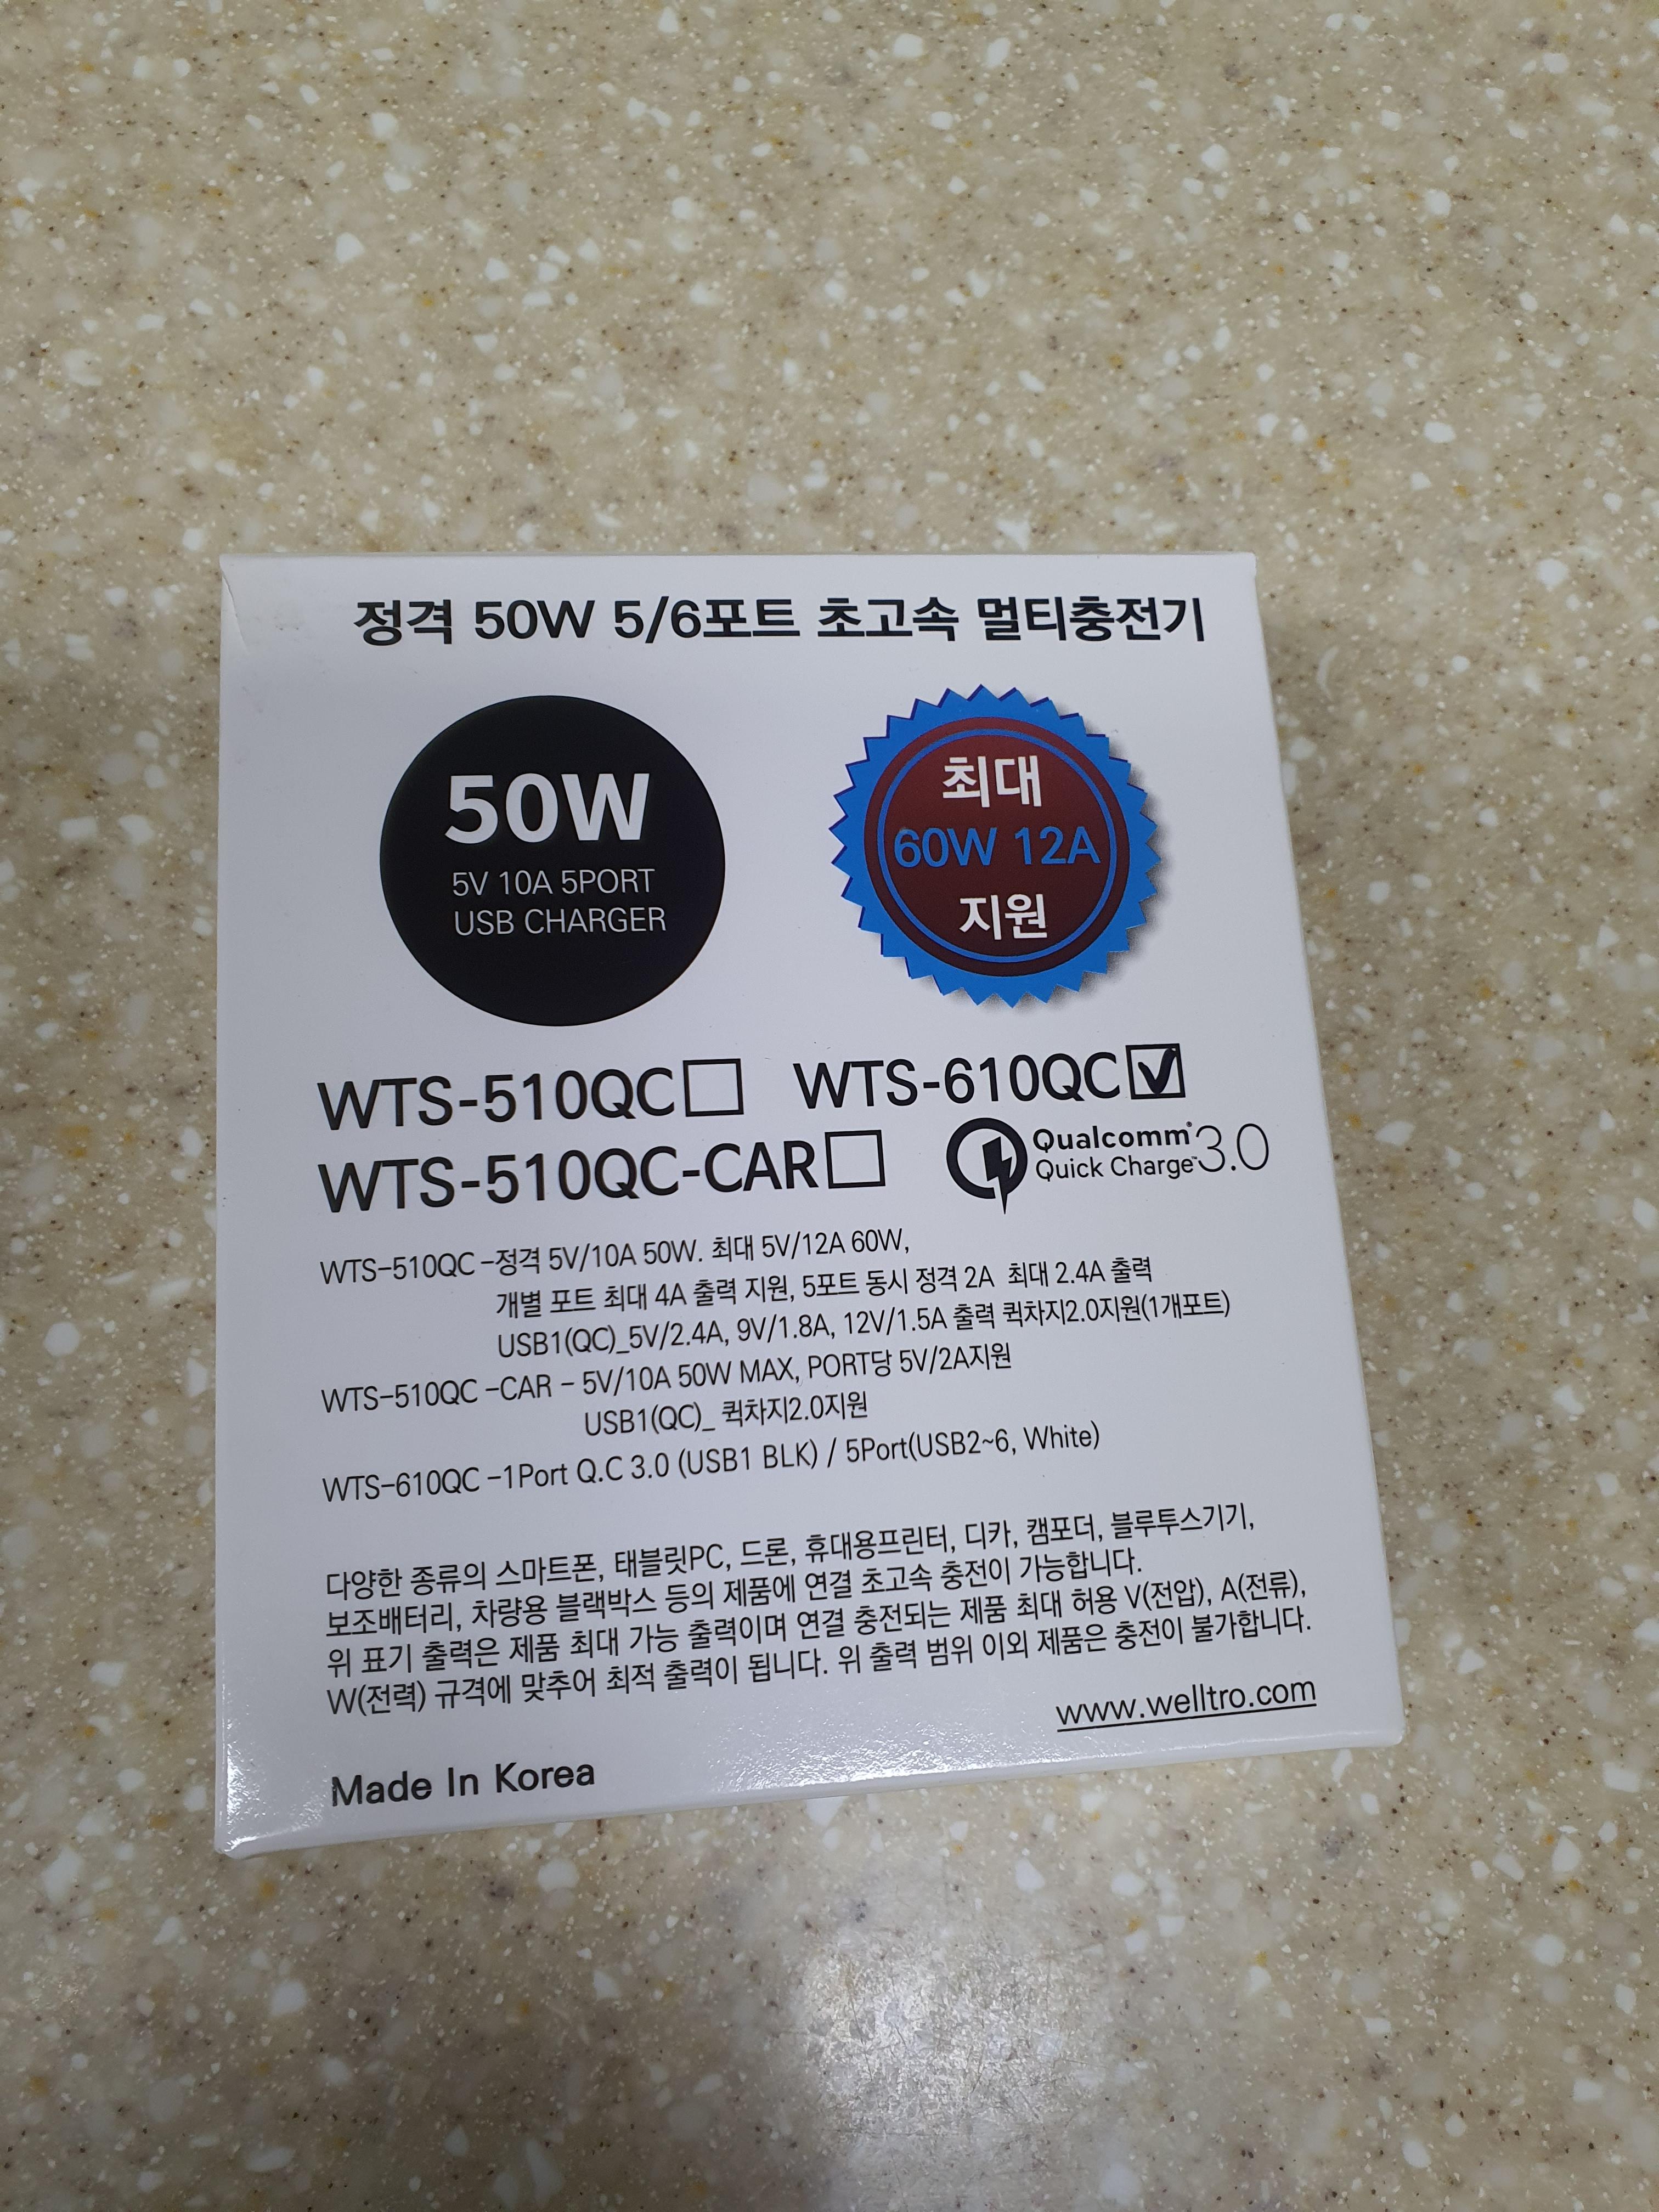 정격 50W 5/6포트 초고속 멀티충전기
50W
5V 10A 5PORT
USB CHARGER
최대
60W 12A
지원
WTS-510QC
WTS-610QC
WTS-510QC-CAR
Qualcomm®
Quick Charge™ 3.0
WTS-510QC -정격 5V/10A 50W. 최대 5V/12A 60W,
개별 포트 최대 4A 출력 지원, 5포트 동시 정격 2A 최대 2.4A 출력
USB1(QC)_5V/2.4A, 9V/1.8A, 12V/1.5A 출력 퀵차지2.0지원(1개포트)
WTS-510QC -CAR - 5V/10A 50W MAX, PORT당 5V/2A지원
USB1(QC)_ 퀵차지2.0지원
WTS-610QC -1Port Q.C 3.0 (USB1 BLK) / 5Port(USB2~6, White)
다양한 종류의 스마트폰, 태블릿PC, 드론, 휴대용프린터, 디카, 캠포더, 블루투스기기,
보조배터리, 차량용 블랙박스 등의 제품에 연결 초고속 충전이 가능합니다.
위 표기 출력은 제품 최대 가능 출력이며 연결 충전되는 제품 최대 허용 V(전압), A(전류),
W(전력) 규격에 맞추어 최적 출력이 됩니다. 위 출력 범위 이외 제품은 충전이 불가합니다.
www.welltro.com
Made In Korea